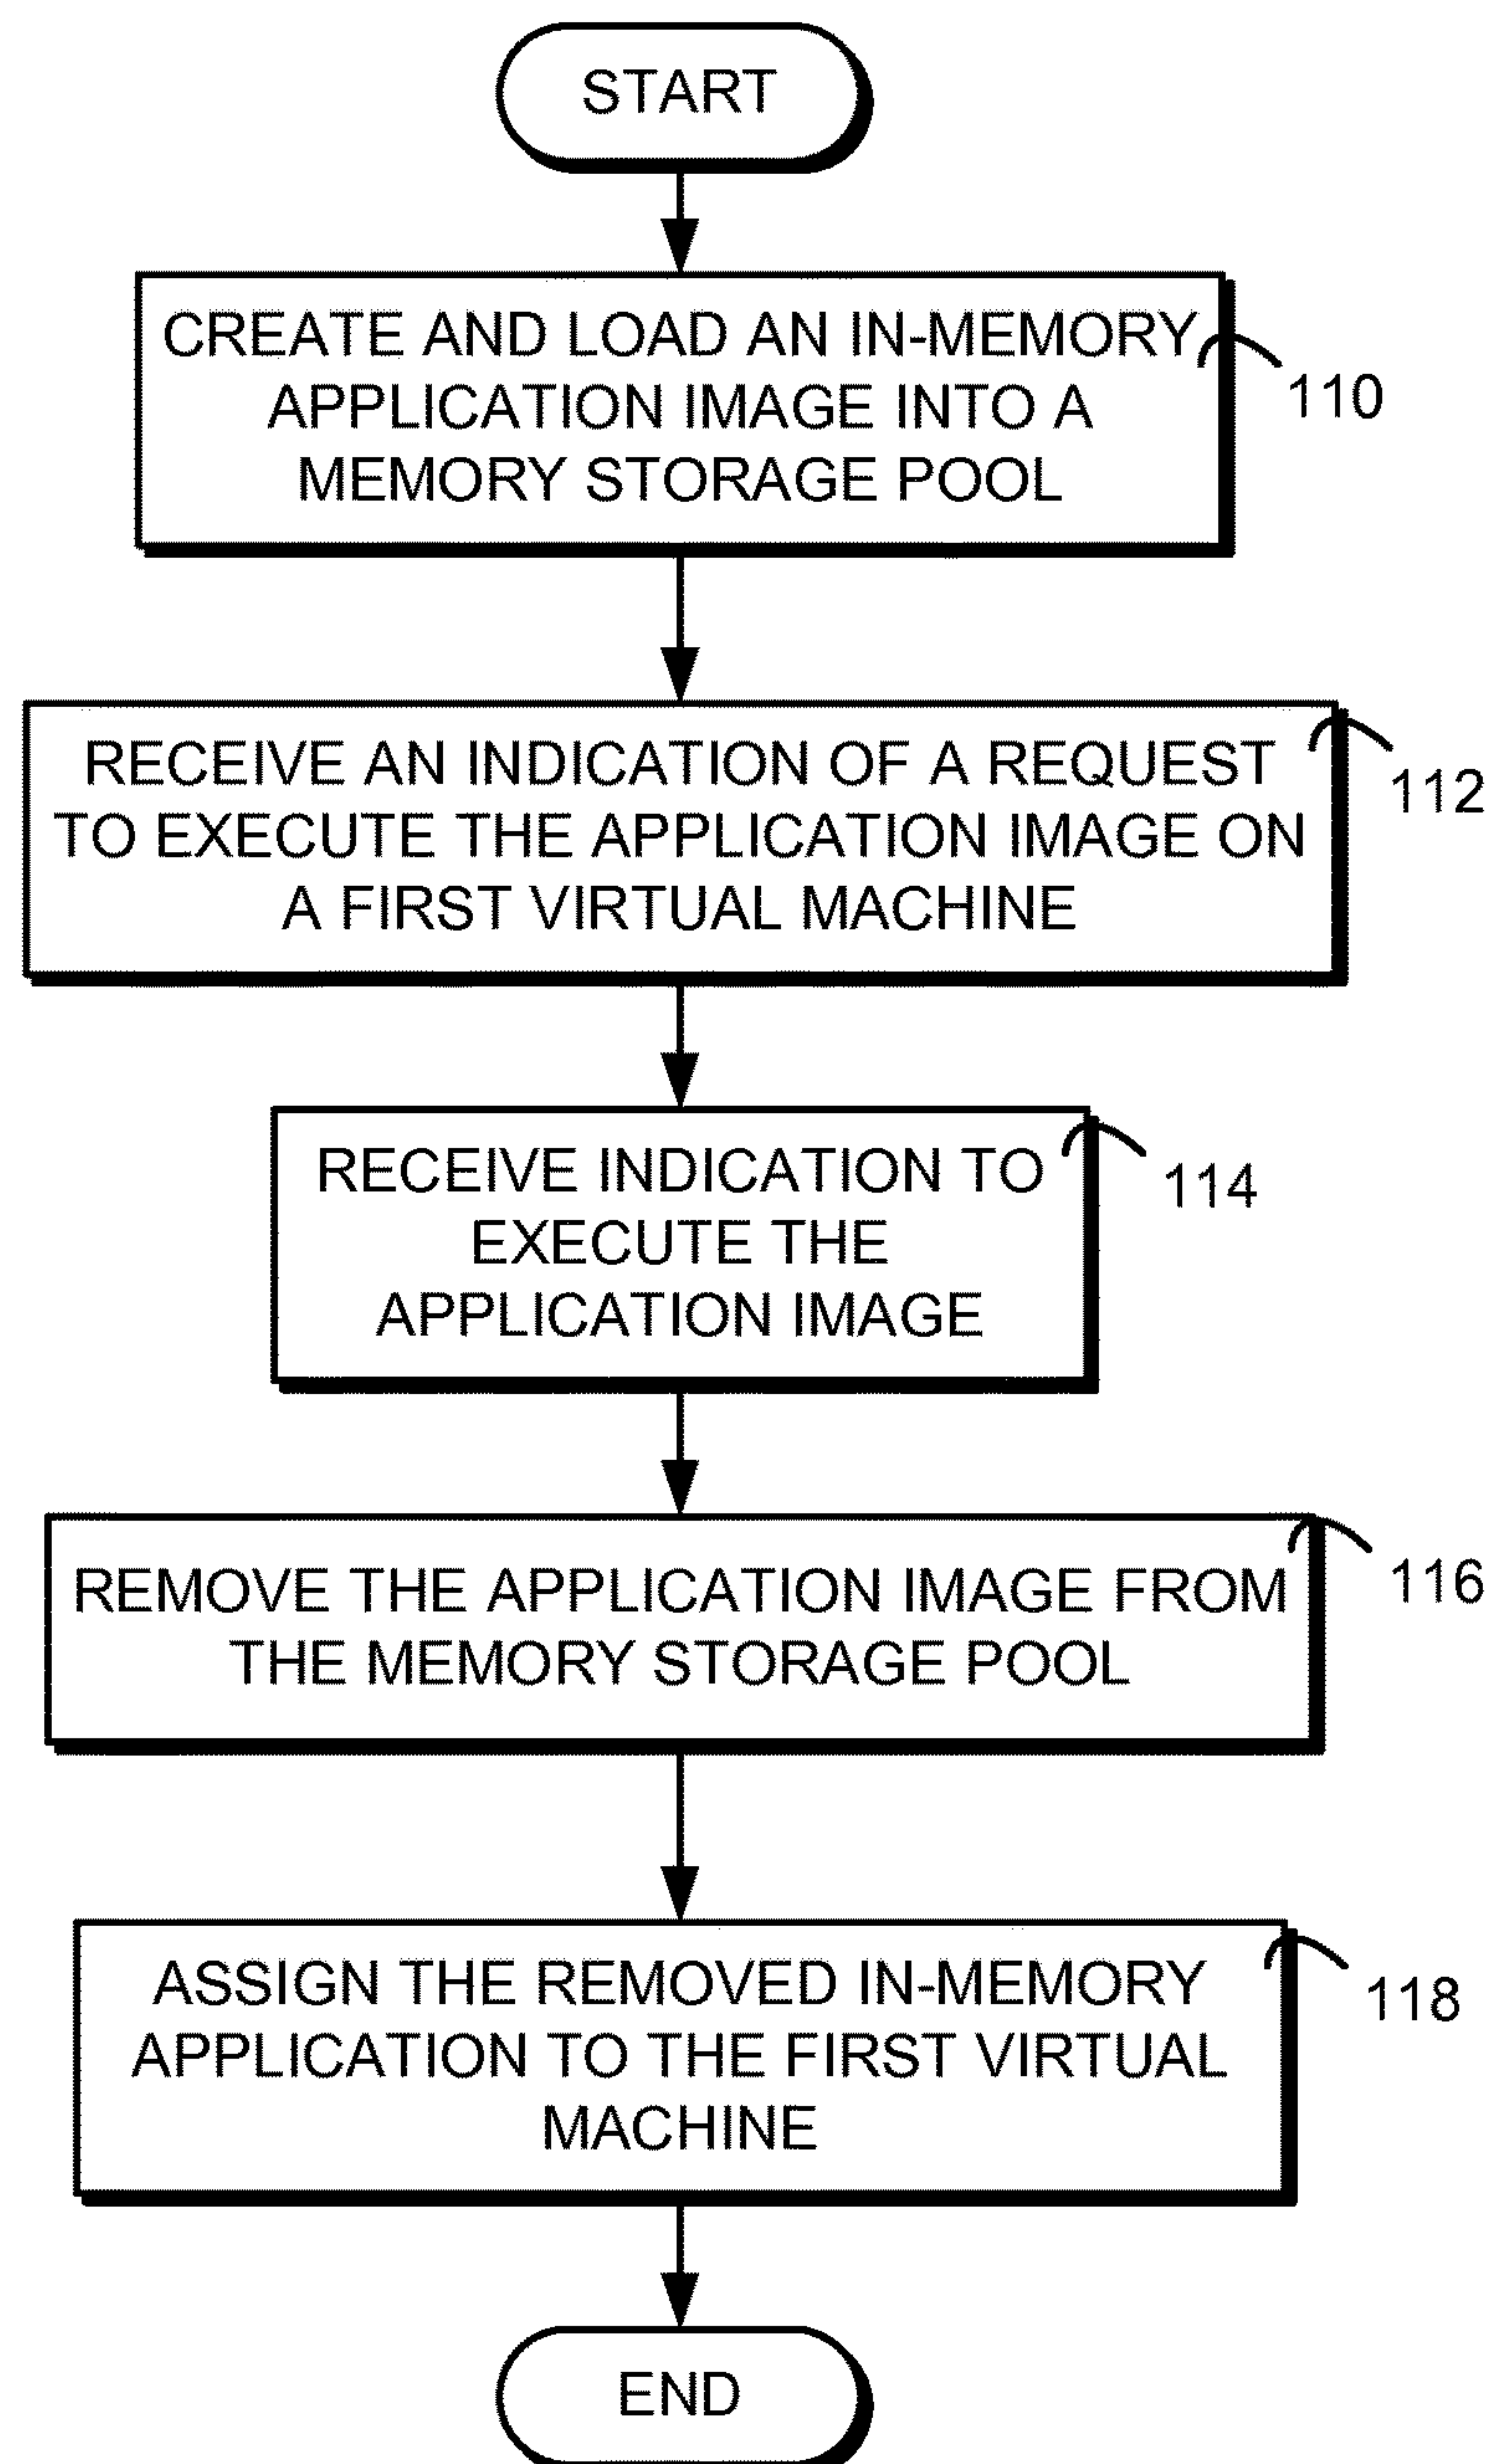 START
CREATE AND LOAD AN IN-MEMORY
APPLICATION IMAGE INTO A
MEMORY STORAGE POOL
110
RECEIVE AN INDICATION OF A REQUEST
TO EXECUTE THE APPLICATION IMAGE ON
A FIRST VIRTUAL MACHINE
112
RECEIVE INDICATION TO
EXECUTE THE
APPLICATION IMAGE
114
REMOVE THE APPLICATION IMAGE FROM
THE MEMORY STORAGE POOL
116
ASSIGN THE REMOVED IN-MEMORY
APPLICATION TO THE FIRST VIRTUAL
MACHINE
118
END